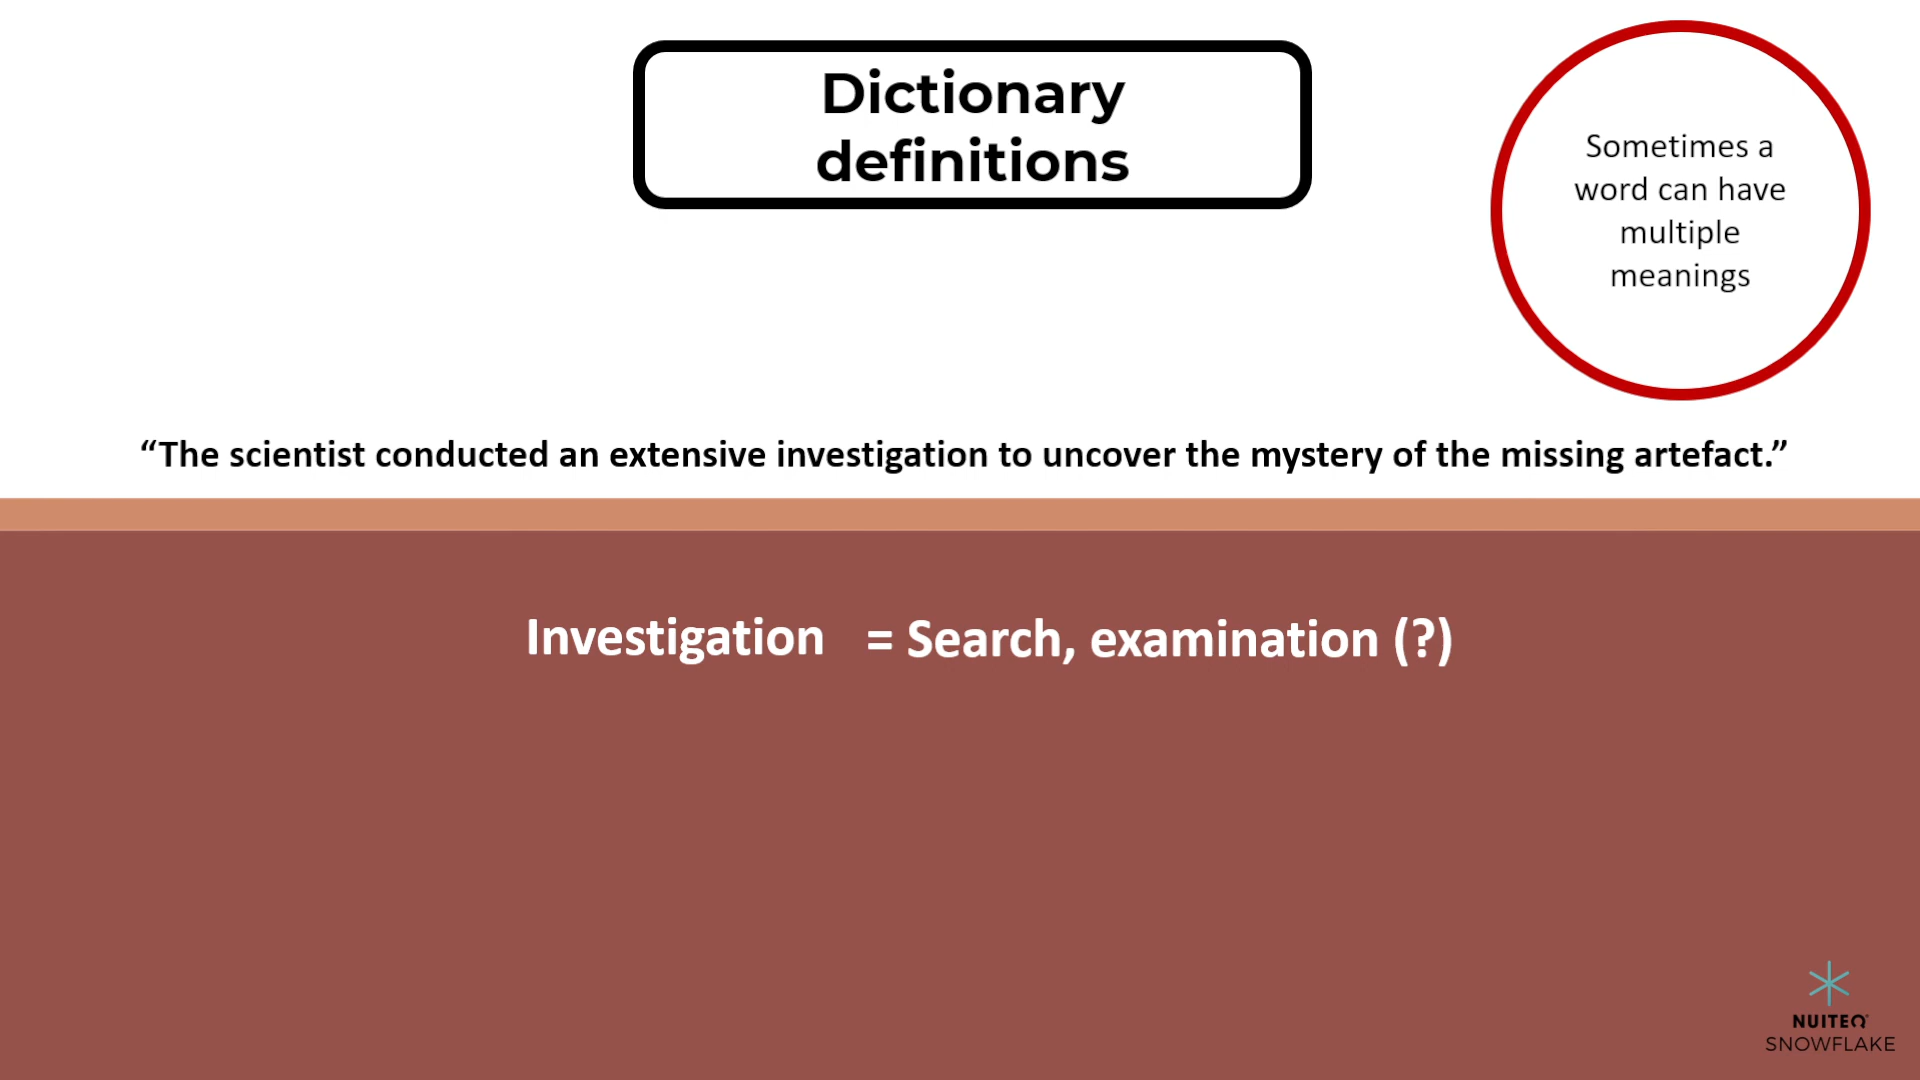 Dictionary
definitions
Sometimes a
word can have
multiple
meanings
“The scientist conducted an extensive investigation to uncover the mystery of the missing artefact.”
Investigation = Search, examination (?)
NUITEQ
SNOWFLAKE